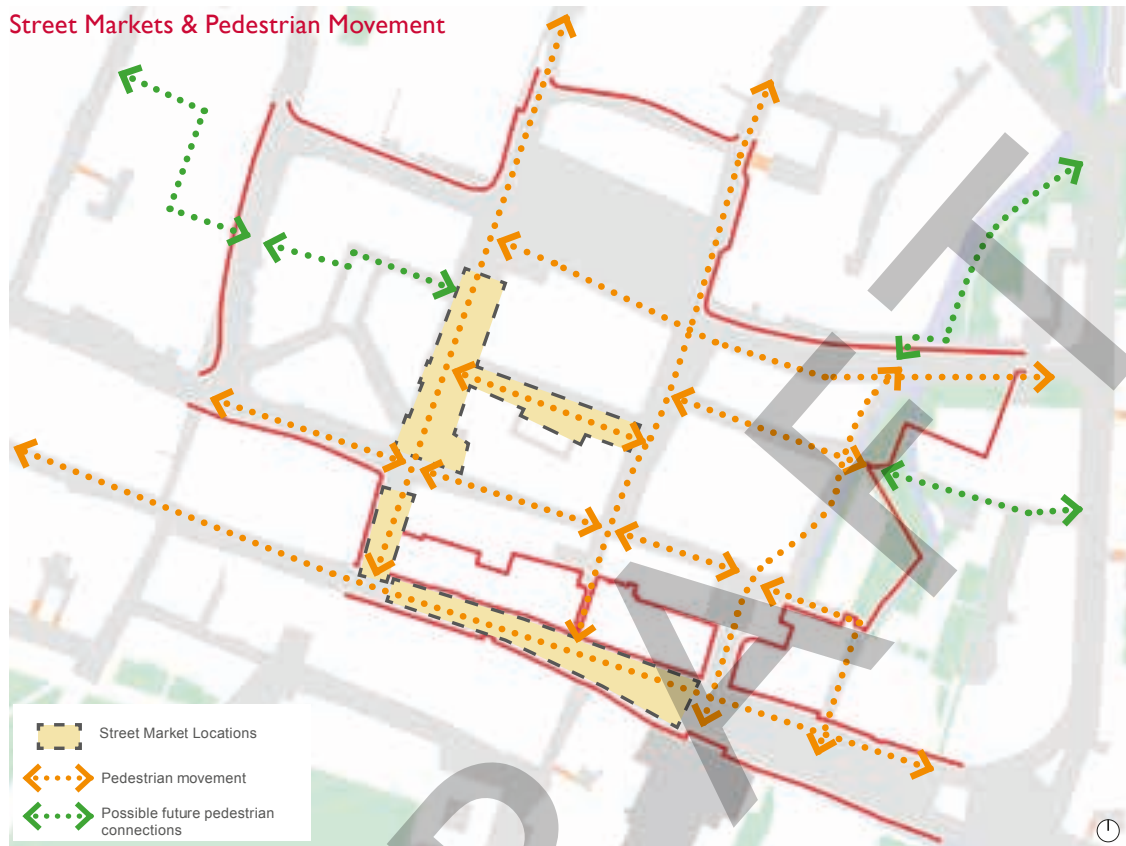 Street Markets & Pedestrian Movement
Street Market Locations
Pedestrian movement
Possible future pedestrian
connections